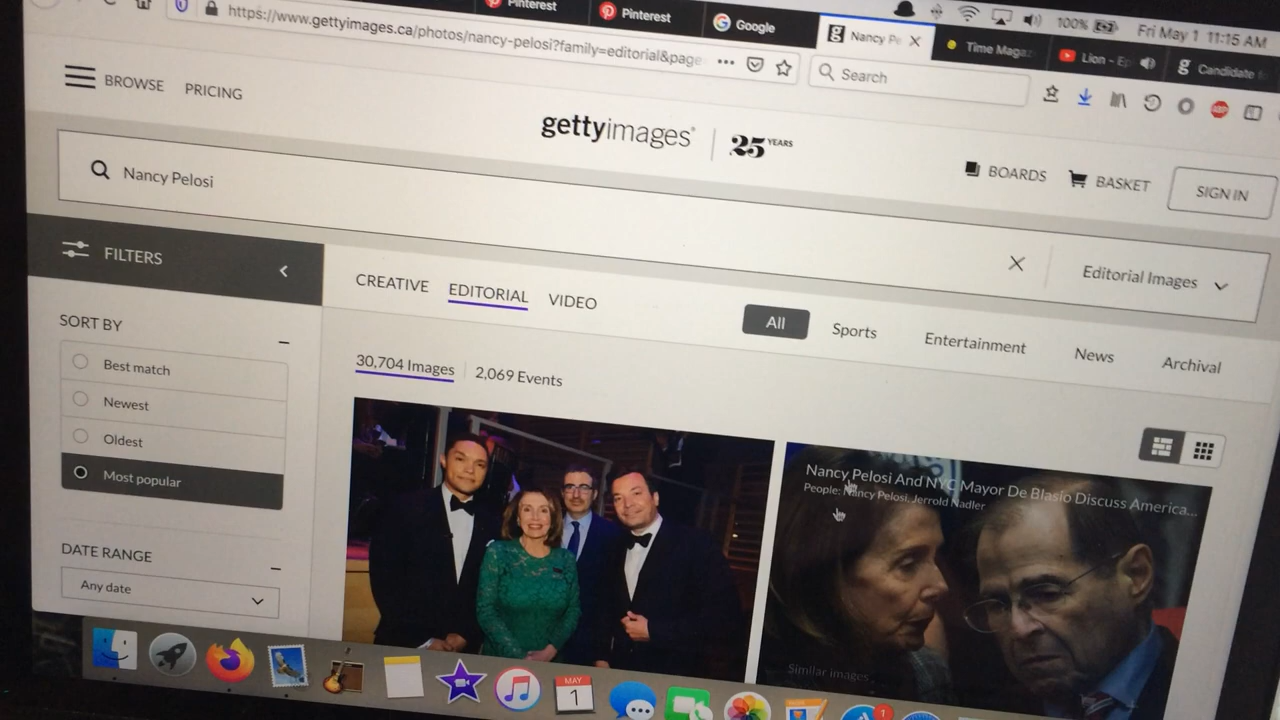 Pinterest
Pinterest
Google
Nancy Pe
Time Magaz
Lion ~ Ep
Candidate
100%
Fri May 1 11:15 AM
https://www.gettyimages.ca/photos/nancy-pelosi?family=editorial&page
Search
BROWSE
PRICING
gettyimages®
25 YEARS
BOARDS
BASKET
SIGN IN
Nancy Pelosi
Editorial Images
FILTERS
CREATIVE
EDITORIAL
VIDEO
All
Sports
Entertainment
News
Archival
SORT BY
30,704 Images
2,069 Events
Best match
Newest
Oldest
Most popular
Nancy Pelosi And NYC Mayor De Blasio Discuss America...
People: Nancy Pelosi, Jerrold Nadler
Similar images
DATE RANGE
Any date
MAY
1
1